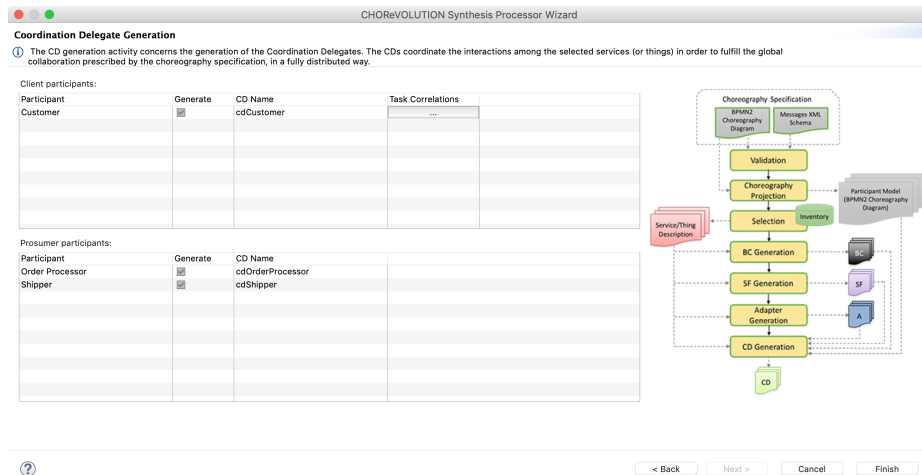 CHOReVOLUTION Synthesis Processor Wizard
Coordination Delegate Generation
The CD generation activity concerns the generation of the Coordination Delegates. The CDs coordinate the interactions among the selected services (or things) in order to fulfill the global
collaboration prescribed by the choreography specification, in a fully distributed way.
Client participants:
Participant Generate CD Name Task Correlations
Customer cdCustomer ...
Prosumer participants:
Participant Generate CD Name
Order Processor cdOrderProcessor
Shipper cdShipper
Choreography Specification
BPMN2
Choreography
Diagram
Messages XML
Schema
Validation
Choreography
Projection
Participant Model
(BPMN2 Choreography
Diagram)
Selection
Inventory
Service/Thing
Description
BC Generation
BC
SF Generation
SF
Adapter
Generation
A
CD Generation
CD
?
< Back Next > Cancel Finish